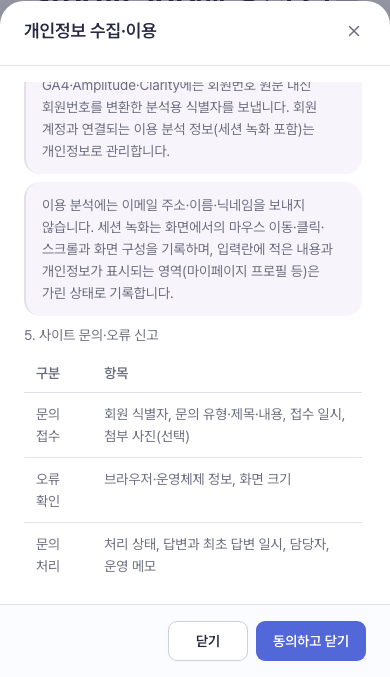 개인정보 수집·이용
GA4·Amplitude·Clarity에는 회원번호 원문 대신
회원번호를 변환한 분석용 식별자를 보냅니다. 회원
계정과 연결되는 이용 분석 정보(세션 녹화 포함)는
개인정보로 관리합니다.
이용 분석에는 이메일 주소·이름·닉네임을 보내지
않습니다. 세션 녹화는 화면에서의 마우스 이동·클릭·
스크롤과 화면 구성을 기록하며, 입력란에 적은 내용과
개인정보가 표시되는 영역(마이페이지 프로필 등)은
가린 상태로 기록합니다.
5. 사이트 문의·오류 신고
구분 항목
문의 접수 회원 식별자, 문의 유형·제목·내용, 접수 일시,
첨부 사진(선택)
오류 확인 브라우저·운영체제 정보, 화면 크기
문의 처리 처리 상태, 답변과 최초 답변 일시, 담당자,
운영 메모
닫기 동의하고 닫기